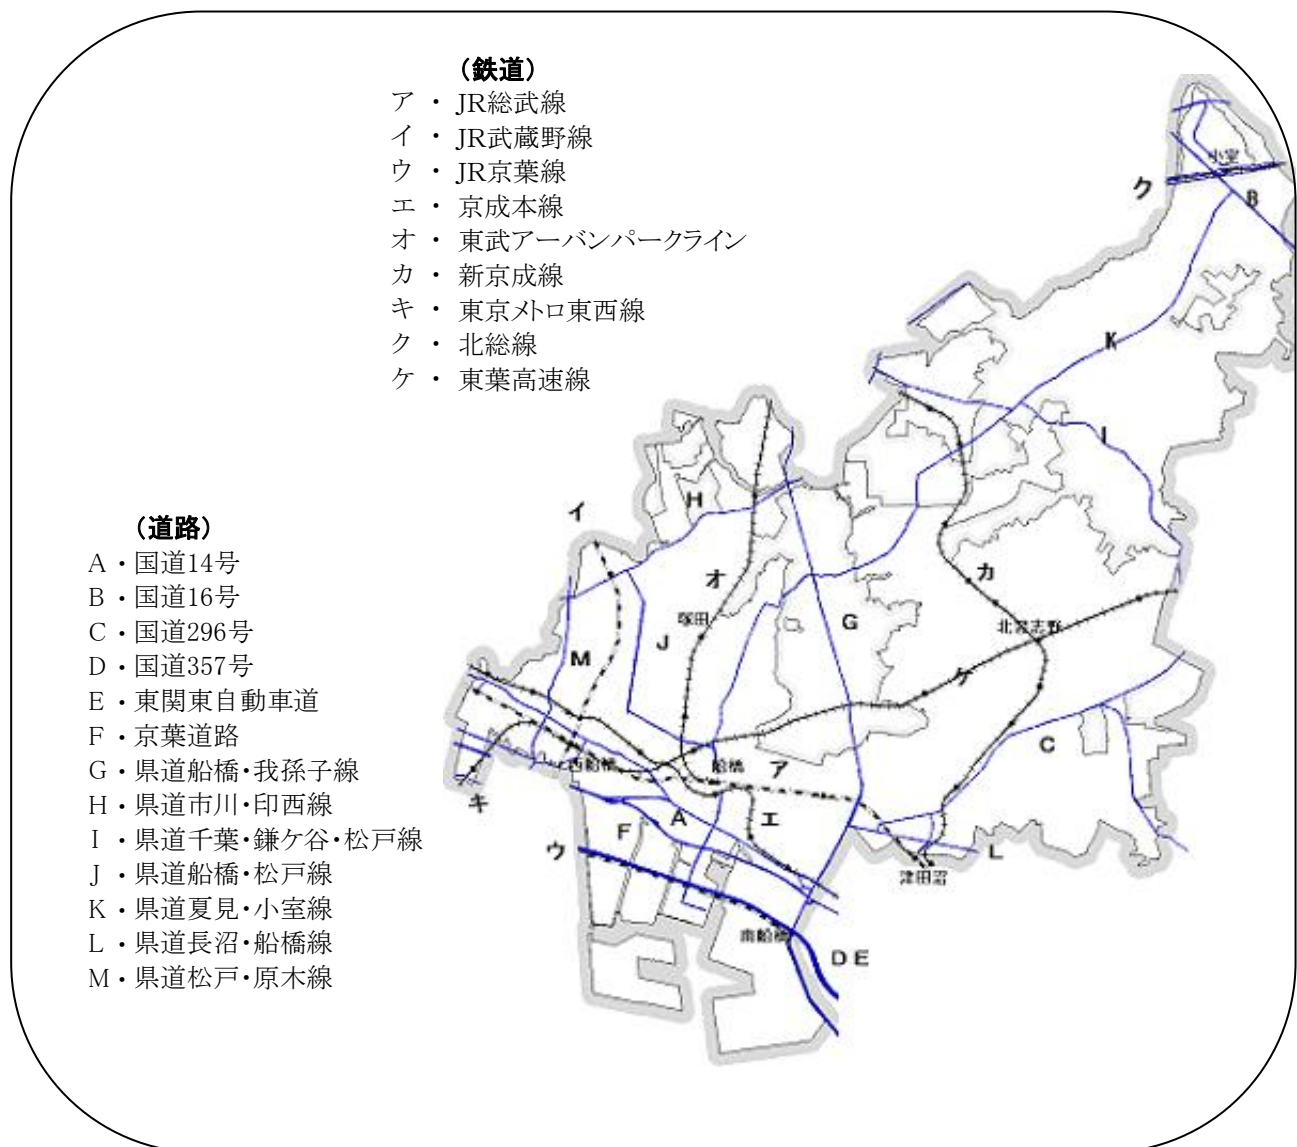 (鉄道)
ア ・ JR総武線
イ ・ JR武蔵野線
ウ ・ JR京葉線
エ ・ 京成本線
オ ・ 東武アーバンパークライン
カ ・ 新京成線
キ ・ 東京メトロ東西線
ク ・ 北総線
ケ ・ 東葉高速線
(道路)
A ・ 国道14号
B ・ 国道16号
C ・ 国道296号
D ・ 国道357号
E ・ 東関東自動車道
F ・ 京葉道路
G ・ 県道船橋・我孫子線
H ・ 県道市川・印西線
I ・ 県道千葉・鎌ケ谷・松戸線
J ・ 県道船橋・松戸線
K ・ 県道夏見・小室線
L ・ 県道長沼・船橋線
M ・ 県道松戸・原木線
小室
ク
B
K
I
H
イ
オ
カ
塚田
G
北習志野
J
M
ケ
C
西船橋
船橋
ア
キ
A
エ
F
ウ
L
津田沼
南船橋
D E